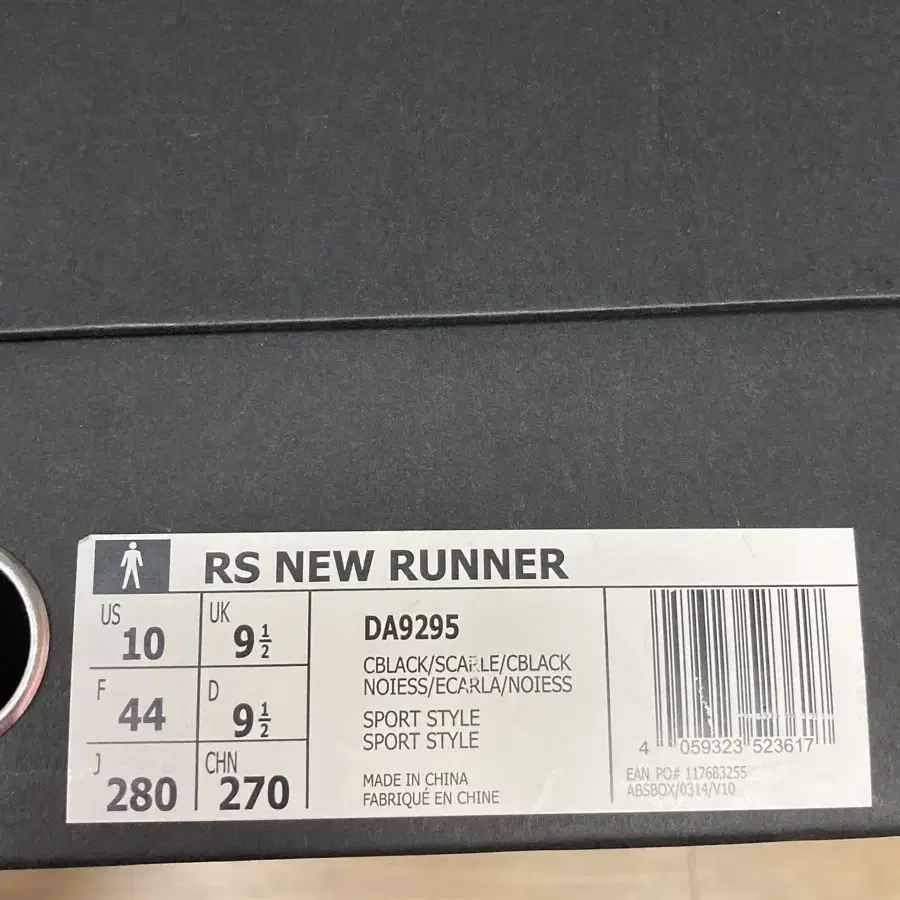 RS NEW RUNNER
US 10 UK 9 1/2
F 44 D 9 1/2
J 280 CHN 270
DA9295
CBLACK/SCARLE/CBLACK
NOIESS/ECARLA/NOIESS
SPORT STYLE
SPORT STYLE
MADE IN CHINA
FABRIQUÉ EN CHINE
4 059323 523617
EAN PO# 117683255
ABSBOX/0314/V10